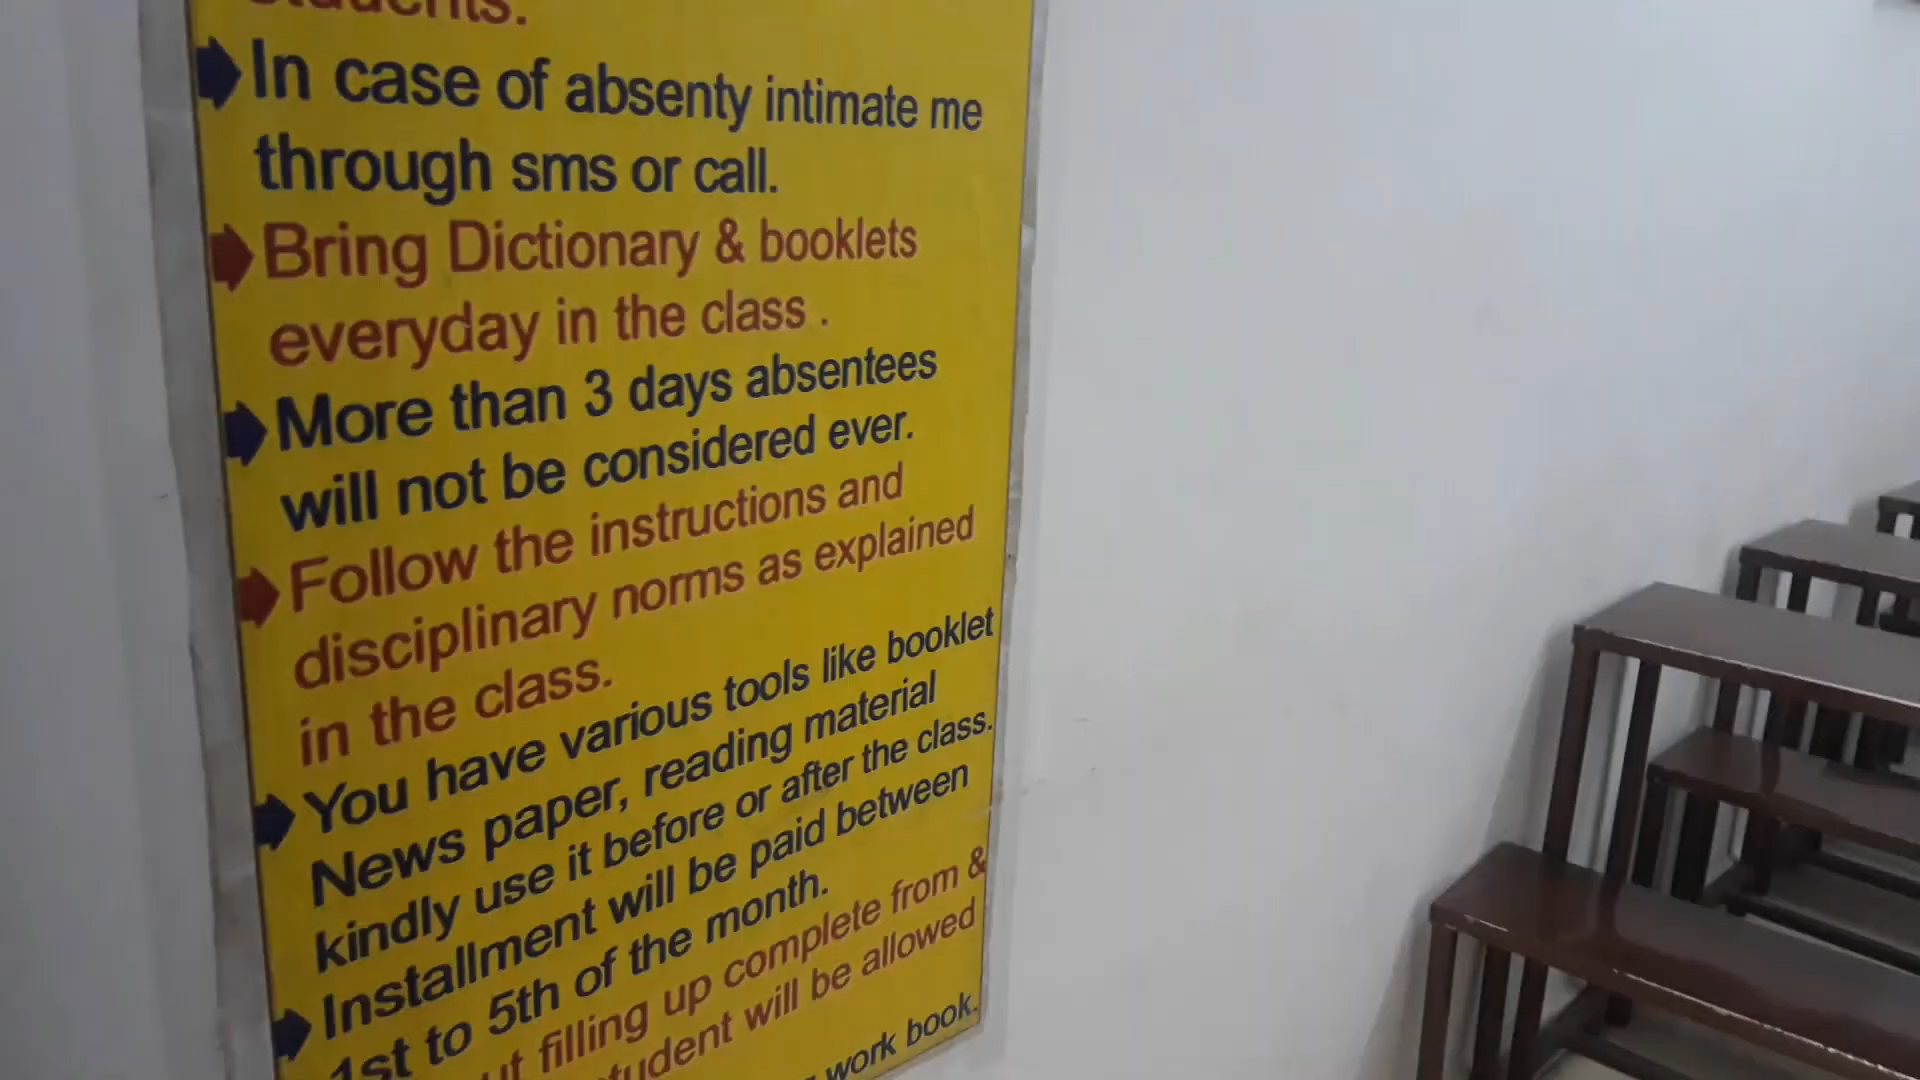 students.
In case of absenty intimate me
through sms or call.
Bring Dictionary & booklets
everyday in the class .
More than 3 days absentees
will not be considered ever.
Follow the instructions and
disciplinary norms as explained
in the class.
You have various tools like booklet
News paper, reading material
kindly use it before or after the class.
Installment will be paid between
1st to 5th of the month.
filling up complete from &
student will be allowed
work book.